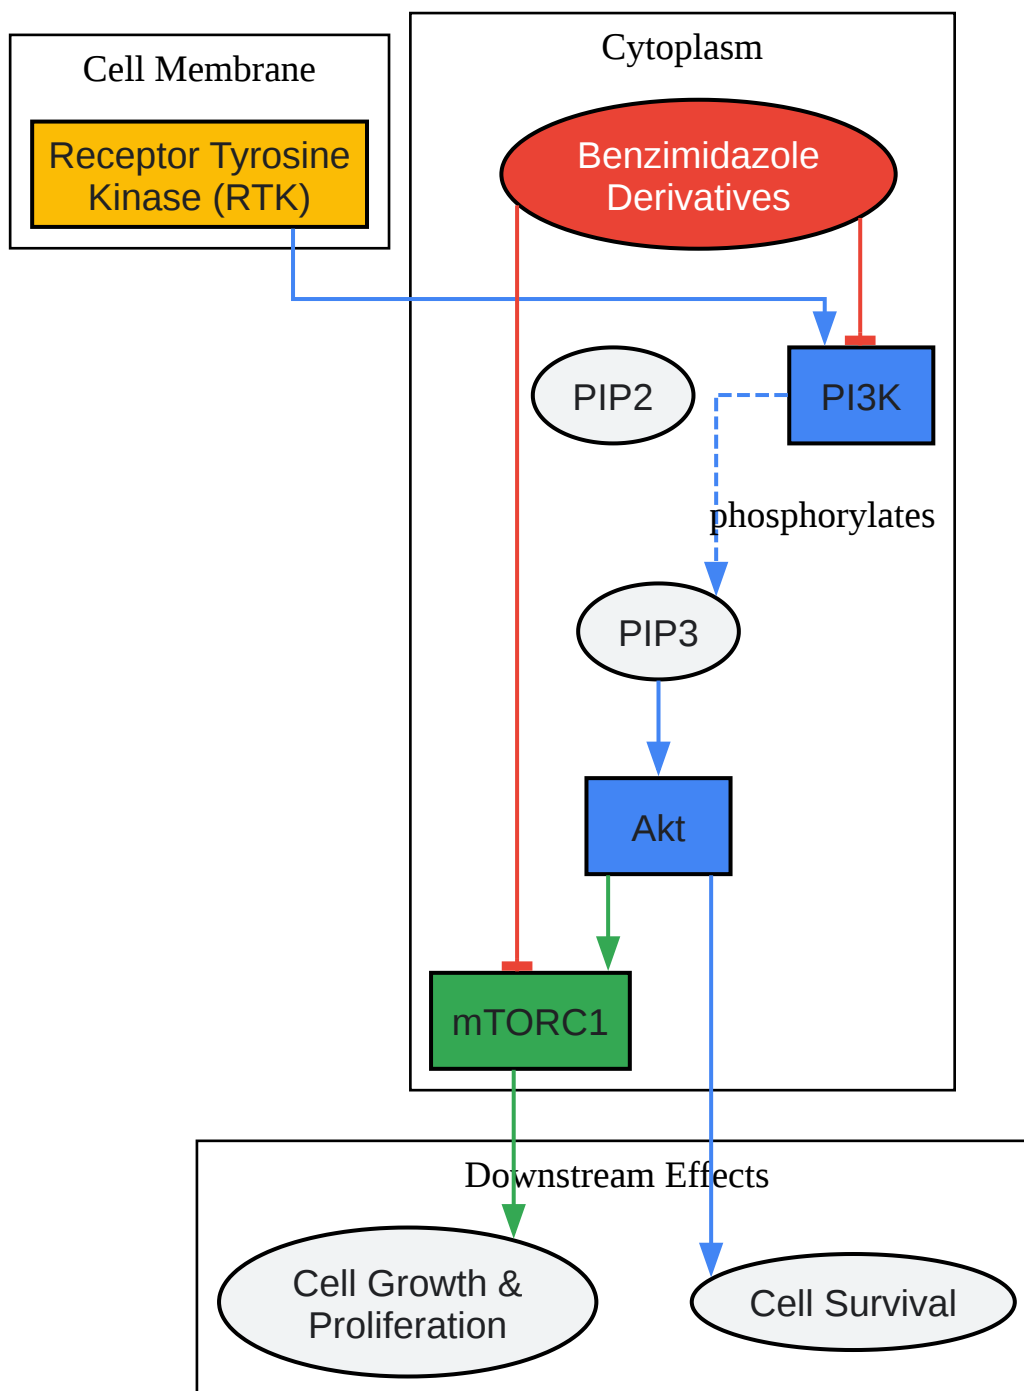 Cell Membrane
Receptor Tyrosine
Kinase (RTK)
Cytoplasm
Benzimidazole
Derivatives
PIP2
PI3K
phosphorylates
PIP3
Akt
mTORC1
Downstream Effects
Cell Growth &
Proliferation
Cell Survival